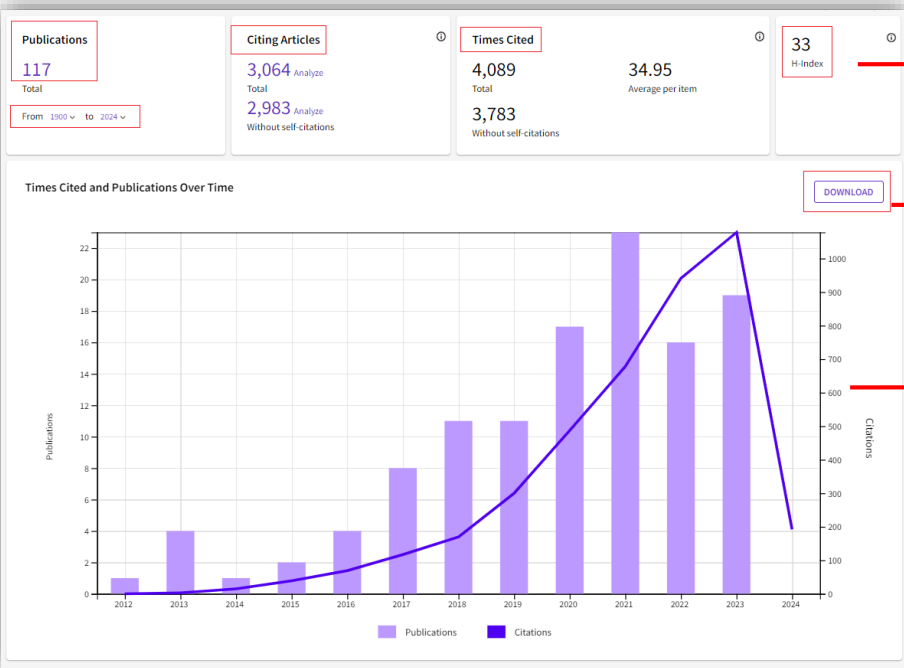 Publications
117
Total
From 1900 to 2024
Citing Articles
3,064 Analyze
Total
2,983 Analyze
Without self-citations
Times Cited
4,089
Total
34.95
Average per item
3,783
Without self-citations
33
H-Index
Times Cited and Publications Over Time
DOWNLOAD
22
20
18
16
14
12
10
8
6
4
2
0
Publications
1000
900
800
700
600
500
400
300
200
100
0
Citations
2012 2013 2014 2015 2016 2017 2018 2019 2020 2021 2022 2023 2024
Publications Citations